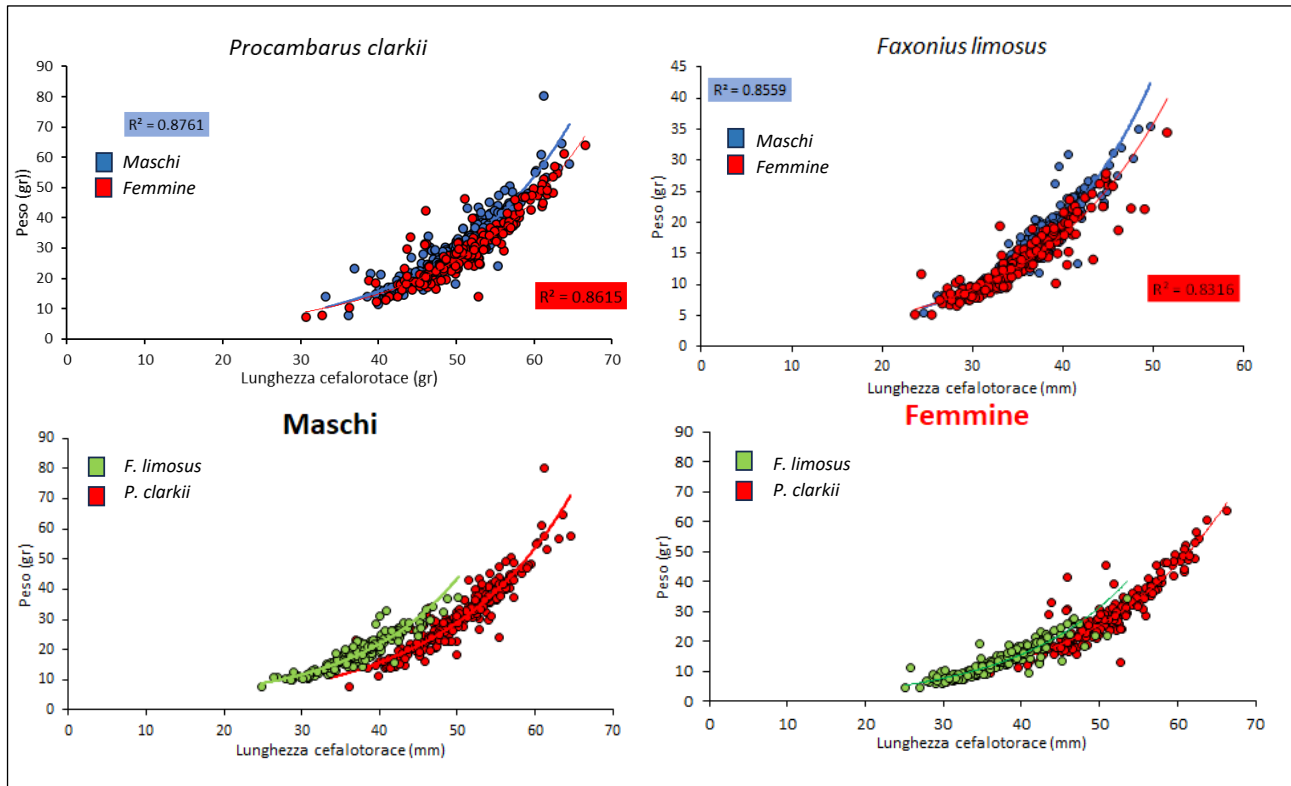 Procambarus clarkii
90
80
70
60
50
40
30
20
10
0
Peso (gr))
R² = 0.8761
Maschi
Femmine
R² = 0.8615
0 10 20 30 40 50 60 70
Lunghezza cefalorotace (gr)
Faxonius limosus
45
40
35
30
25
20
15
10
5
0
Peso (gr)
R² = 0.8559
Maschi
Femmine
R² = 0.8316
0 20 40 60
0 10 20 30 40 50 60
Lunghezza cefalotorace (mm)
Maschi
90
80
70
60
50
40
30
20
10
0
Peso (gr)
F. limosus
P. clarkii
0 10 20 30 40 50 60 70
Lunghezza cefalotorace (mm)
Femmine
90
80
70
60
50
40
30
20
10
0
Peso (gr)
F. limosus
P. clarkii
0 10 20 30 40 50 60 70
Lunghezza cefalotorace (mm)